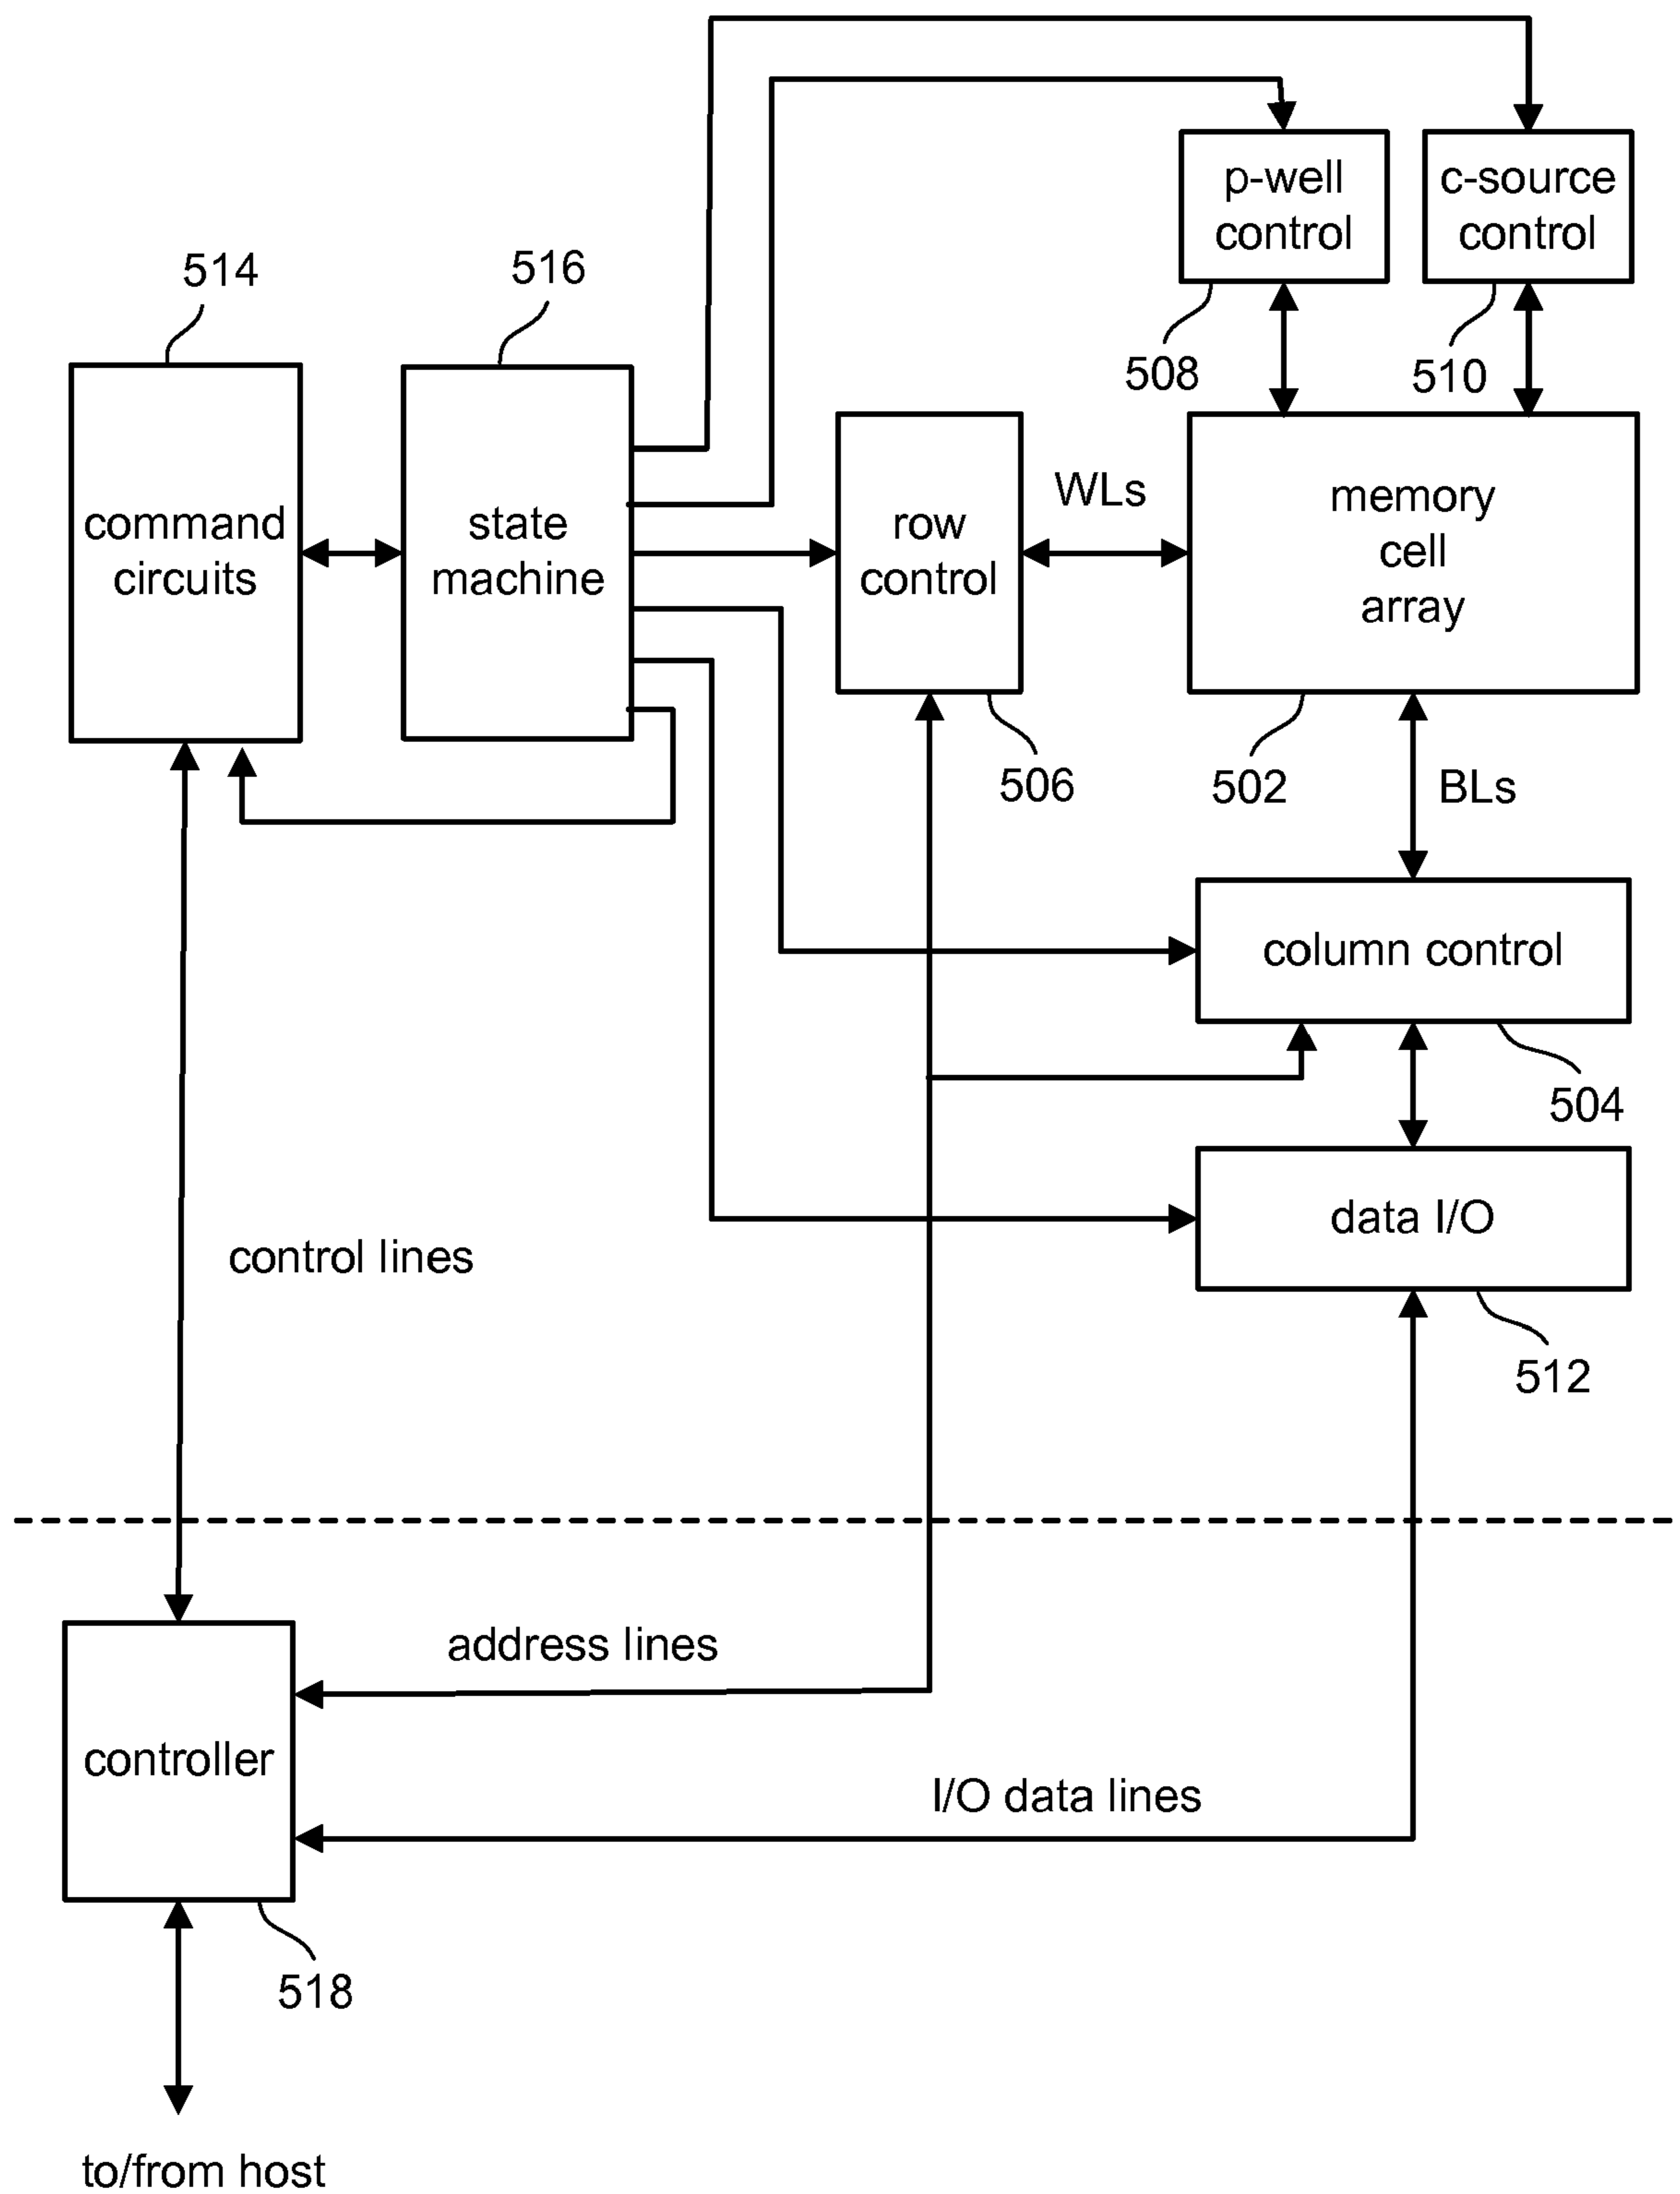 p-well
control
c-source
control
514
516
508
510
command
circuits
state
machine
row
control
WLs
memory
cell
array
506
502
BLs
column control
504
data I/O
control lines
512
address lines
controller
I/O data lines
518
to/from host